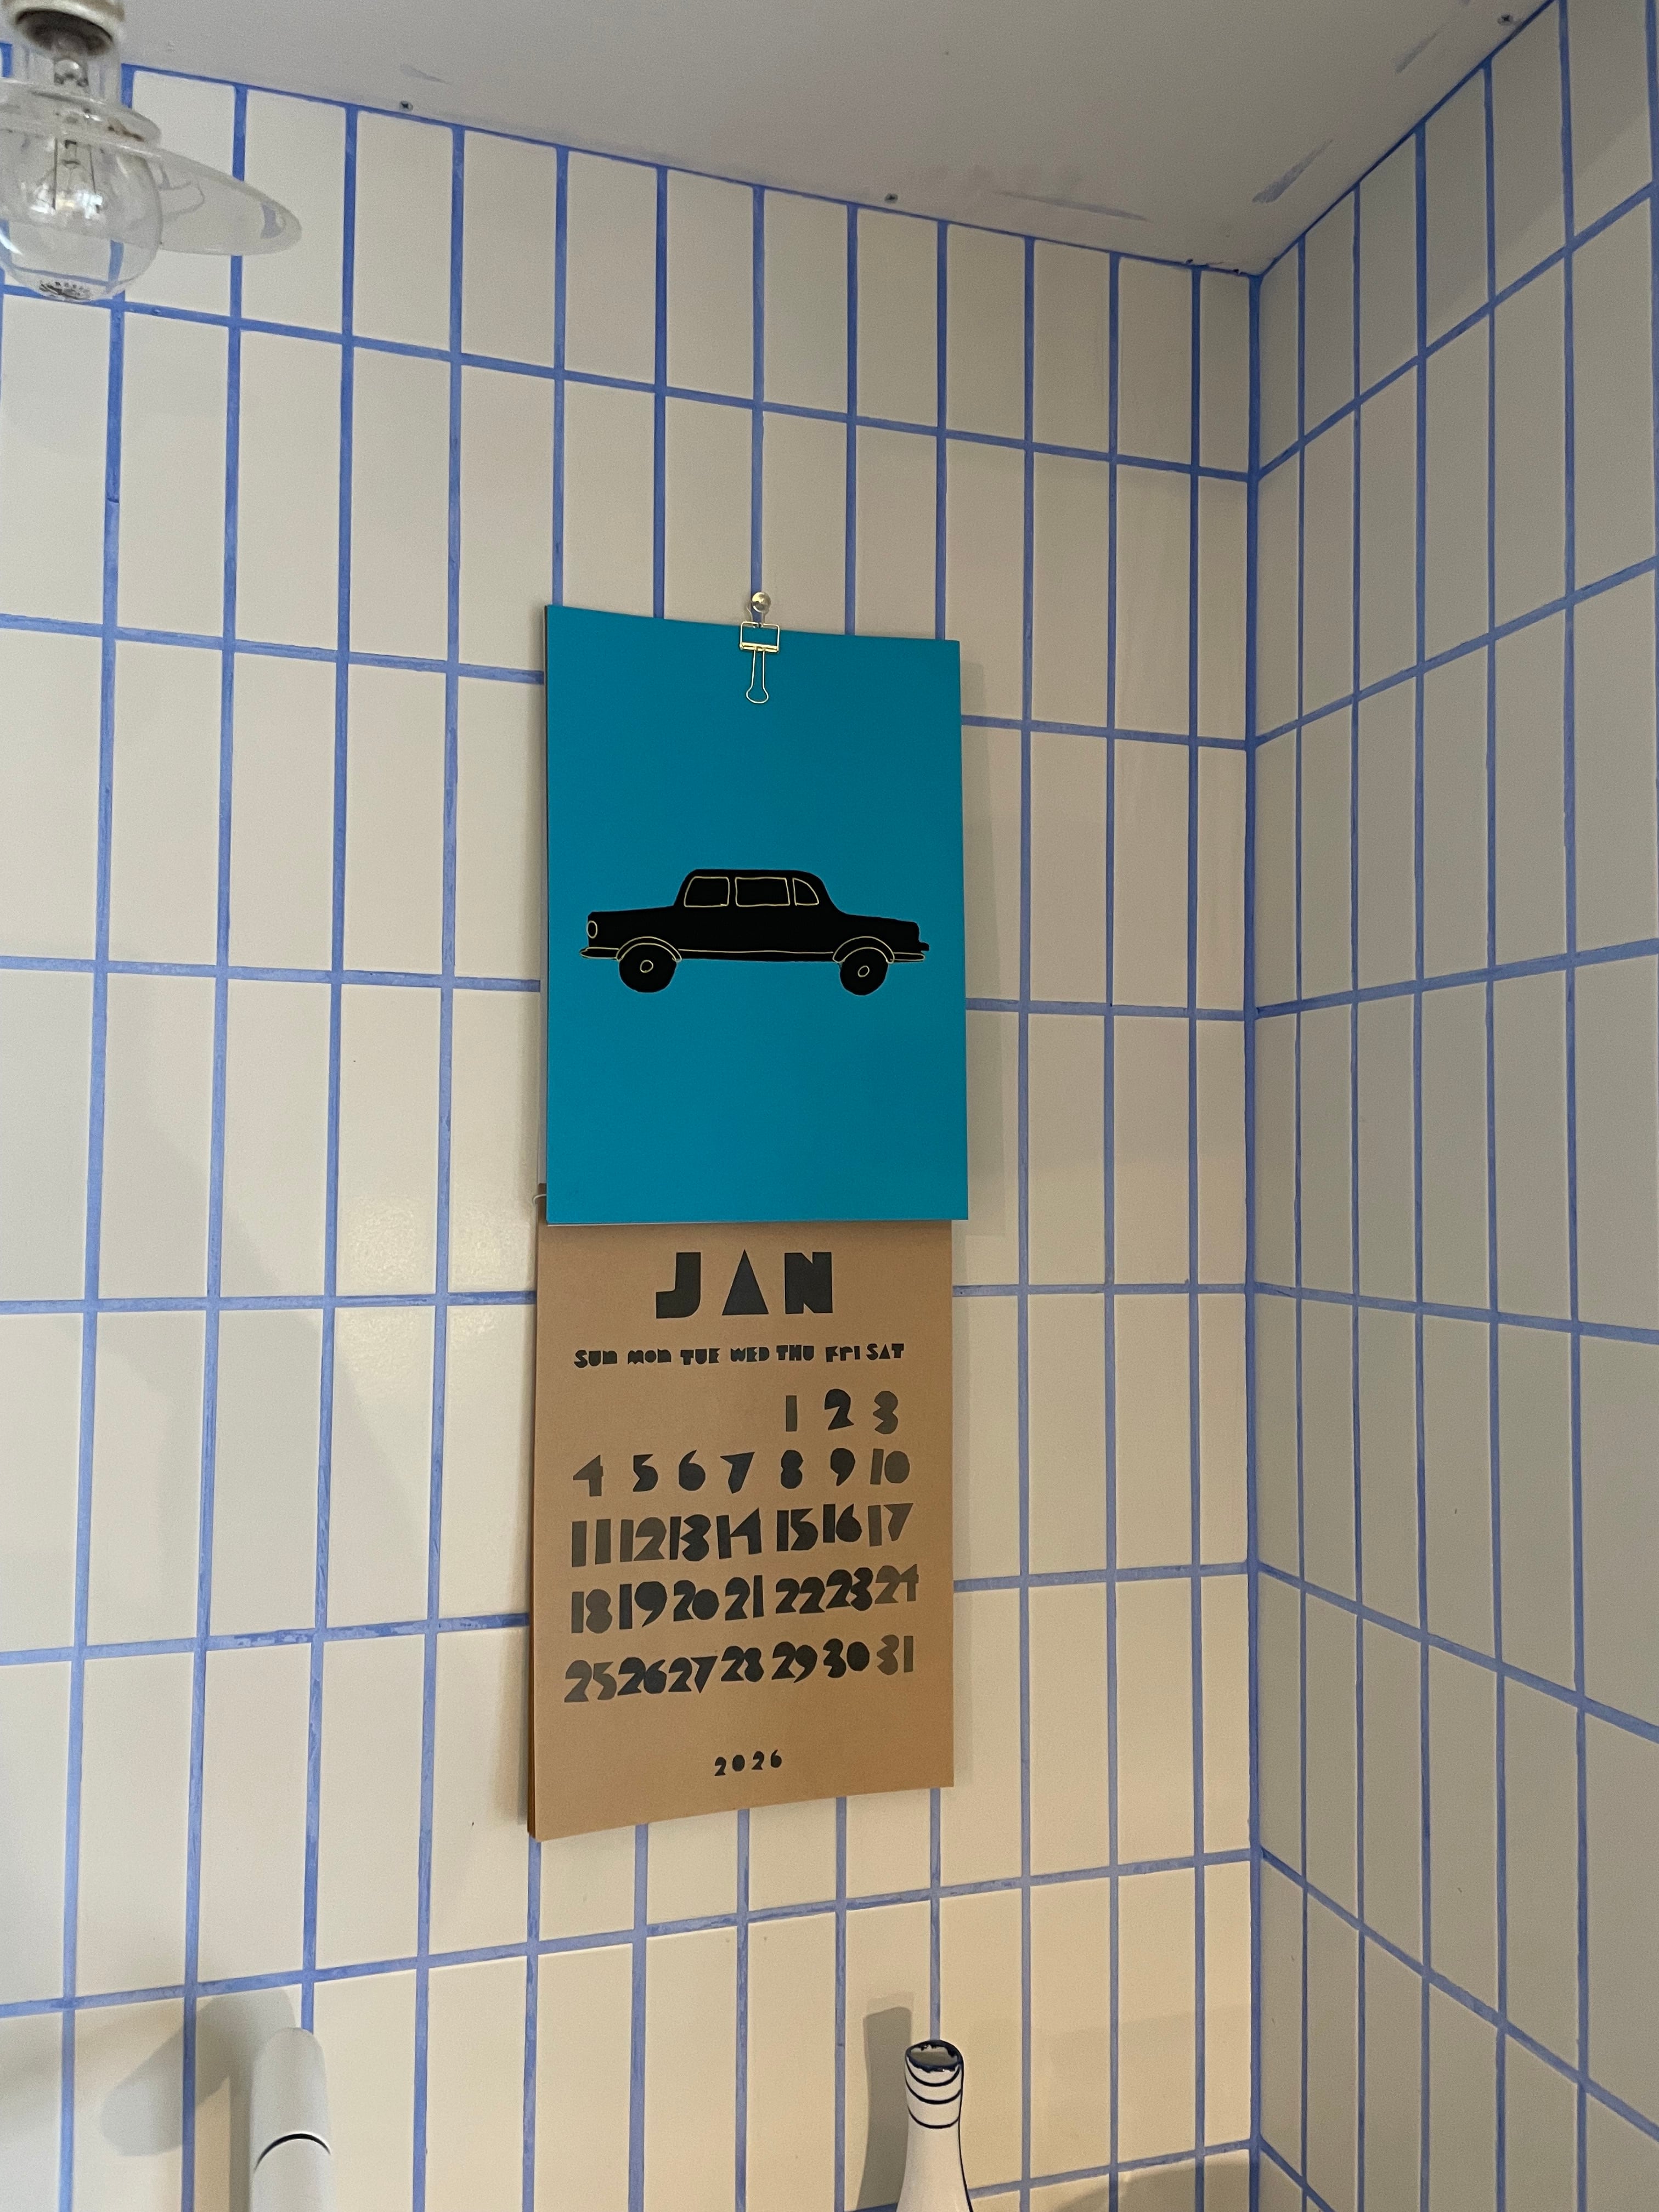 JAN
SUN MON TUE WED THU FRI SAT
1 2 3
4 5 6 7 8 9 10
11 12 13 14 15 16 17
18 19 20 21 22 23 24
25 26 27 28 29 30 31
2026